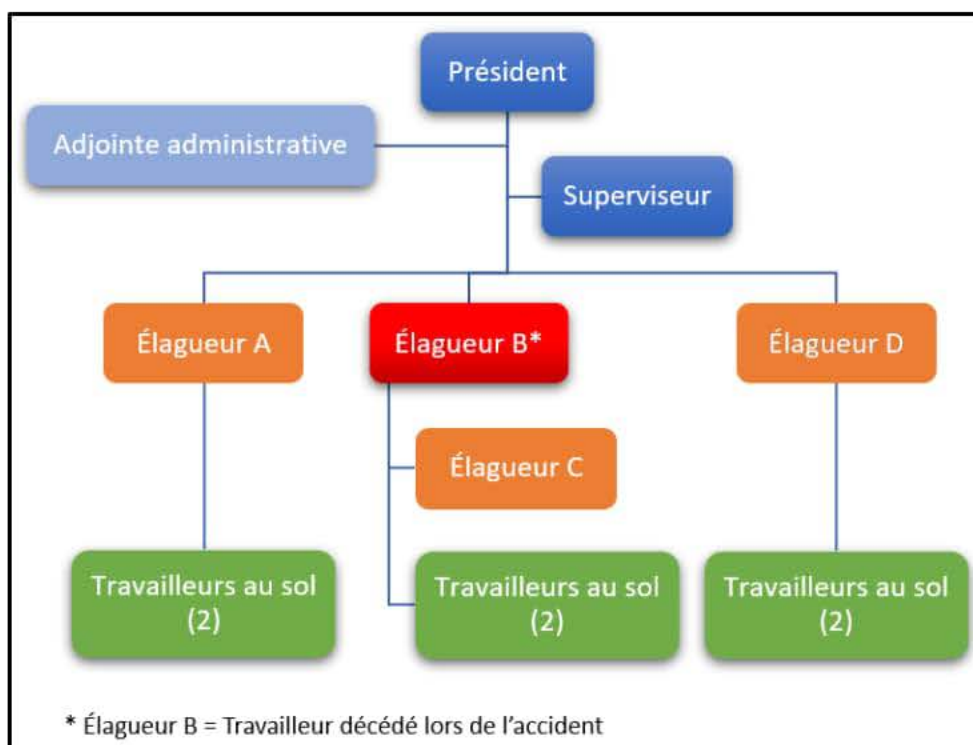 Président
Adjointe administrative
Superviseur
Élagueur A
Élagueur B*
Élagueur D
Élagueur C
Travailleurs au sol
(2)
Travailleurs au sol
(2)
Travailleurs au sol
(2)
* Élagueur B = Travailleur décédé lors de l'accident